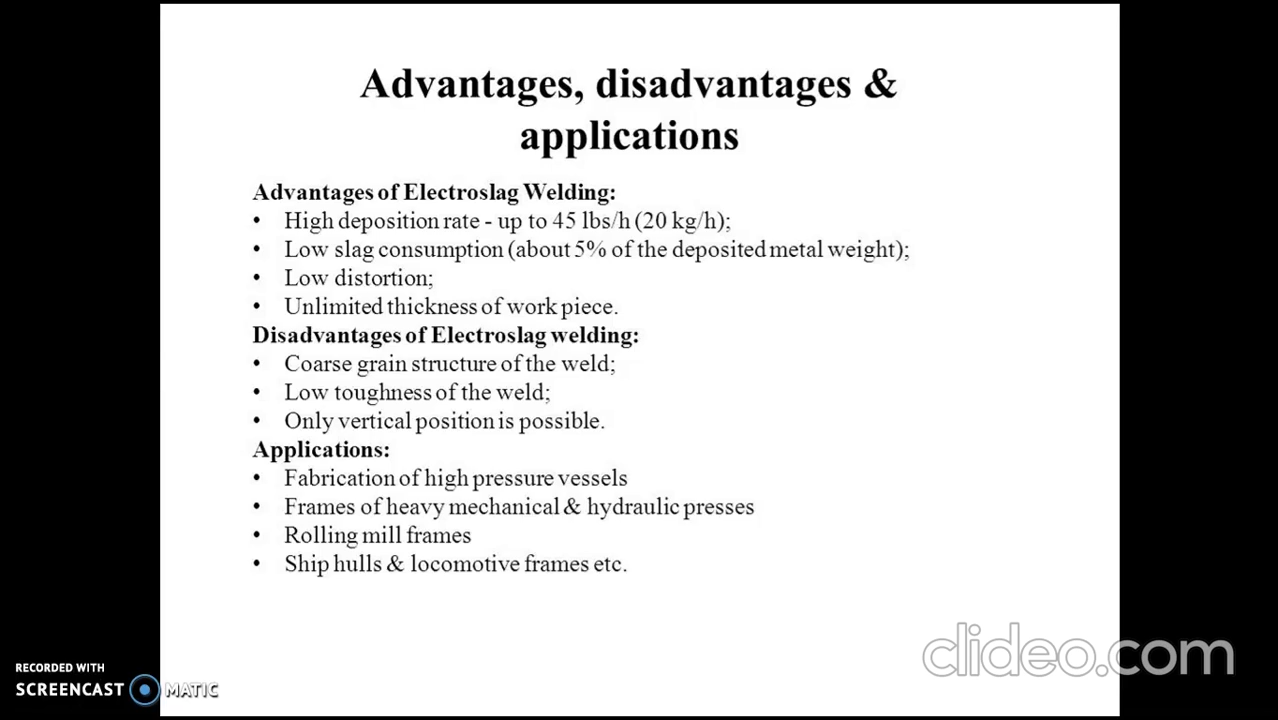 Advantages, disadvantages &
applications
Advantages of Electroslag Welding:
• High deposition rate - up to 45 lbs/h (20 kg/h);
• Low slag consumption (about 5% of the deposited metal weight);
• Low distortion;
• Unlimited thickness of work piece.
Disadvantages of Electroslag welding:
• Coarse grain structure of the weld;
• Low toughness of the weld;
• Only vertical position is possible.
Applications:
• Fabrication of high pressure vessels
• Frames of heavy mechanical & hydraulic presses
• Rolling mill frames
• Ship hulls & locomotive frames etc.
clideo.com
RECORDED WITH
SCREENCAST MATIC